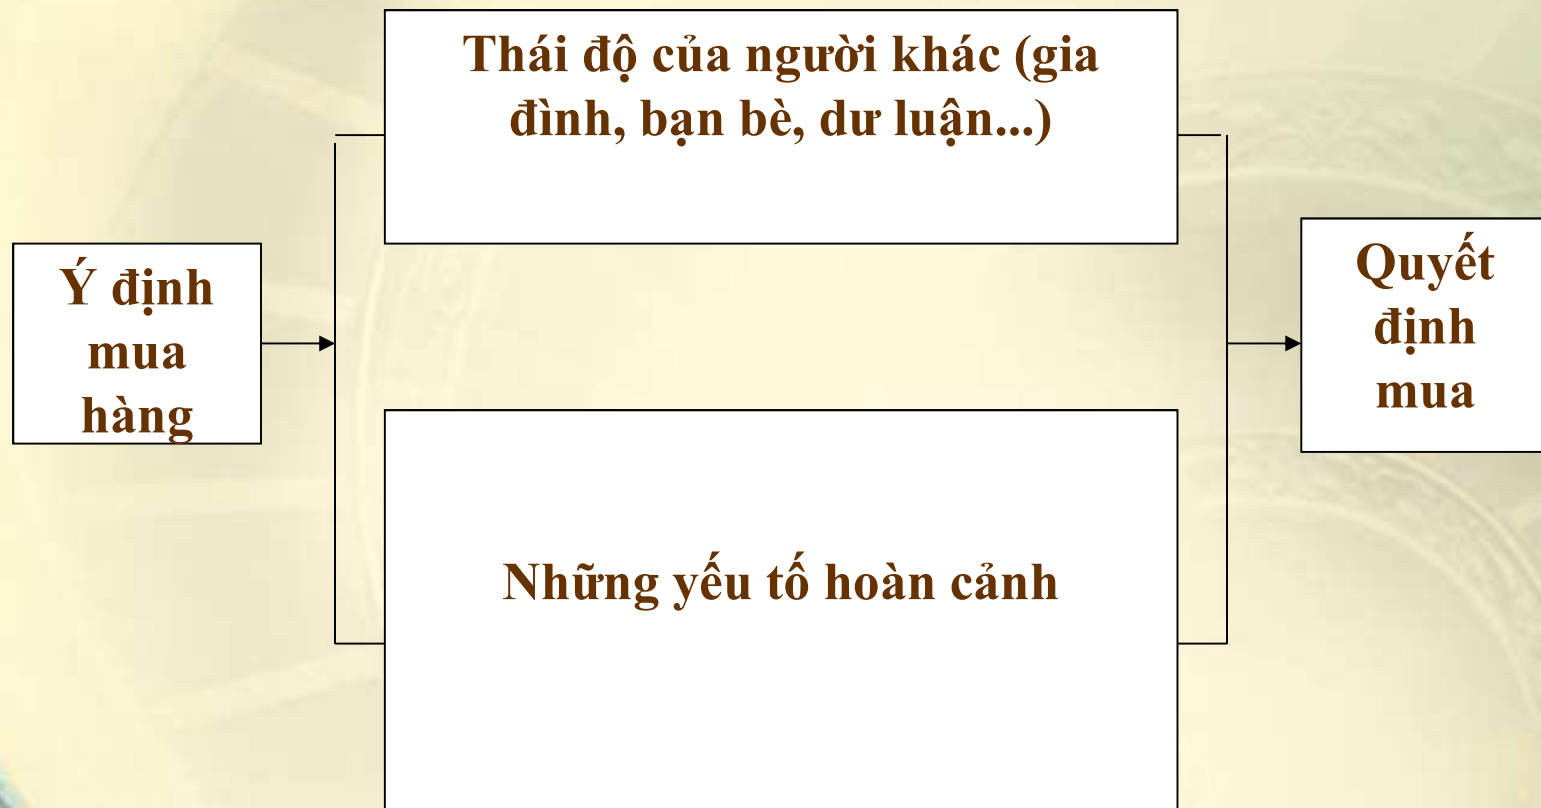 Thái độ của người khác (gia
đình, bạn bè, dư luận...)
Ý định
mua
hàng
Quyết
định
mua
Những yếu tố hoàn cảnh